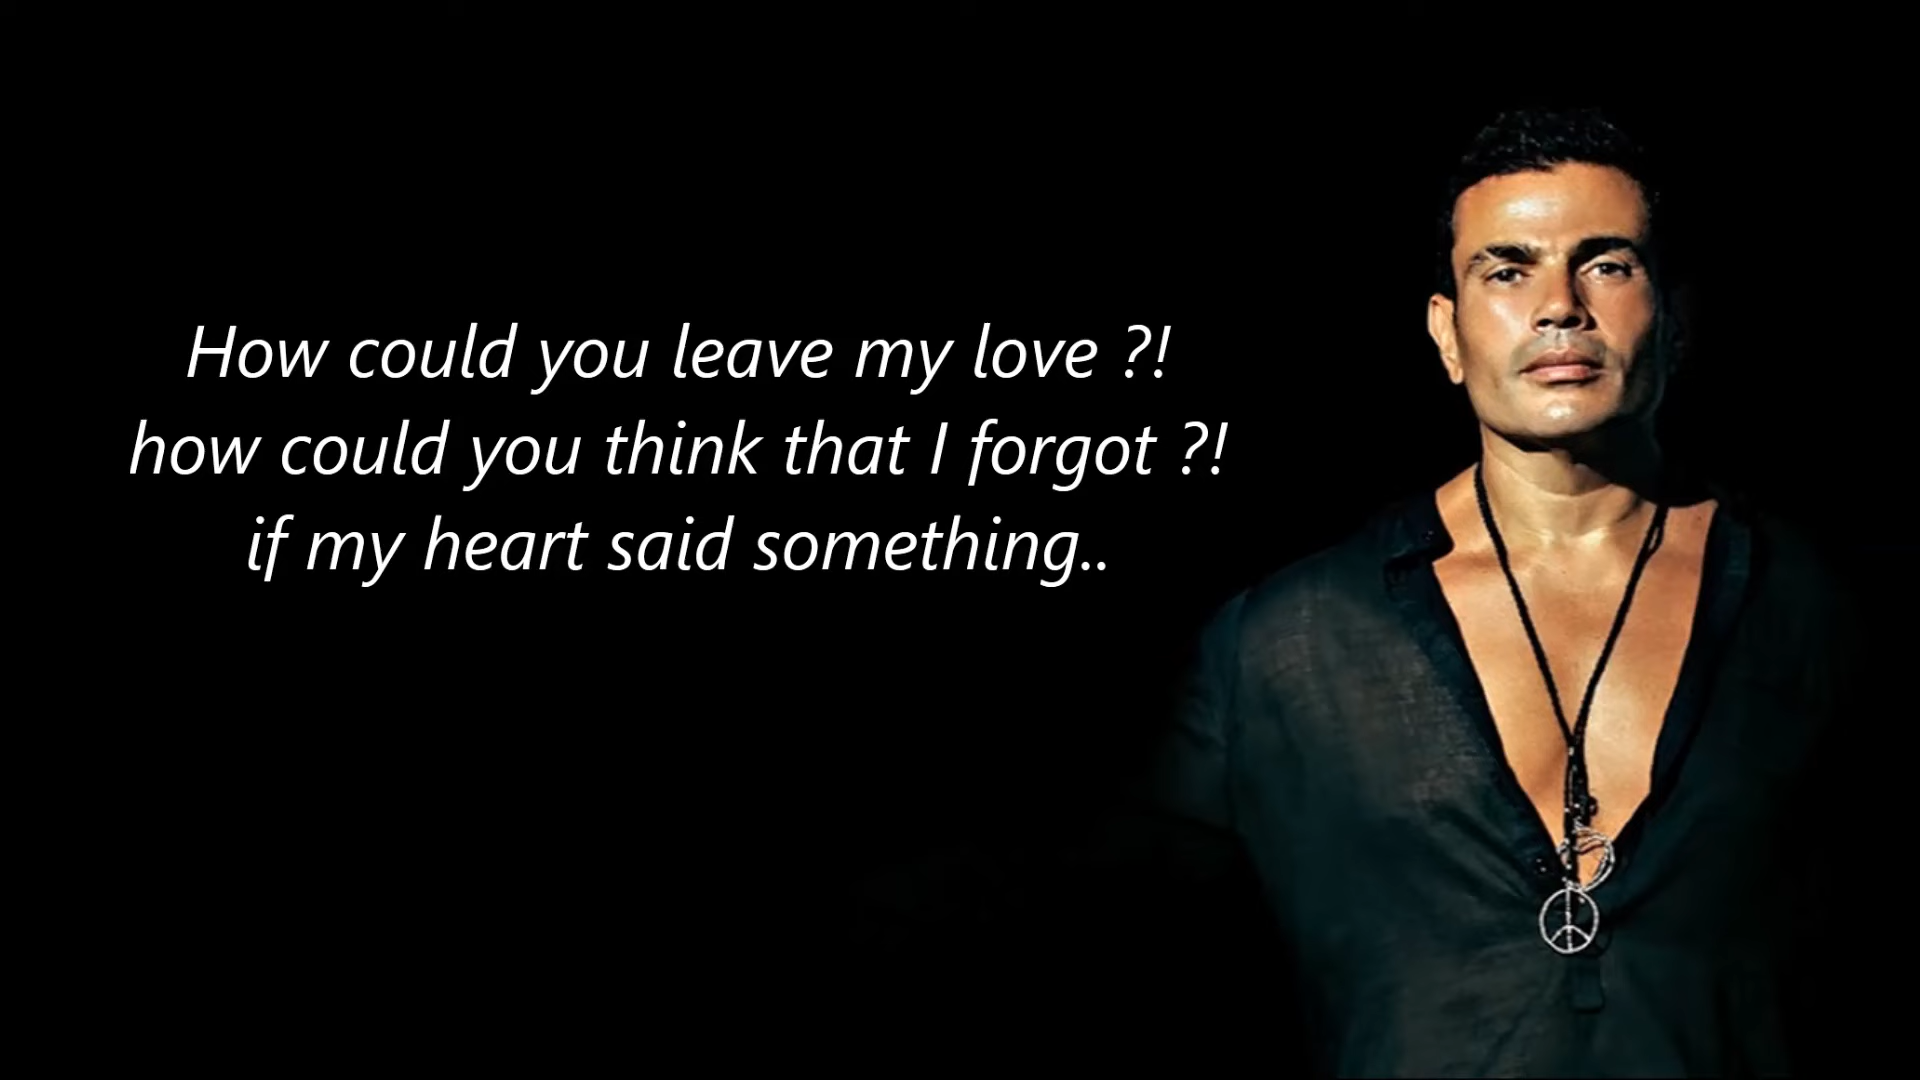 How could you leave my love ?!
how could you think that I forgot ?!
if my heart said something..